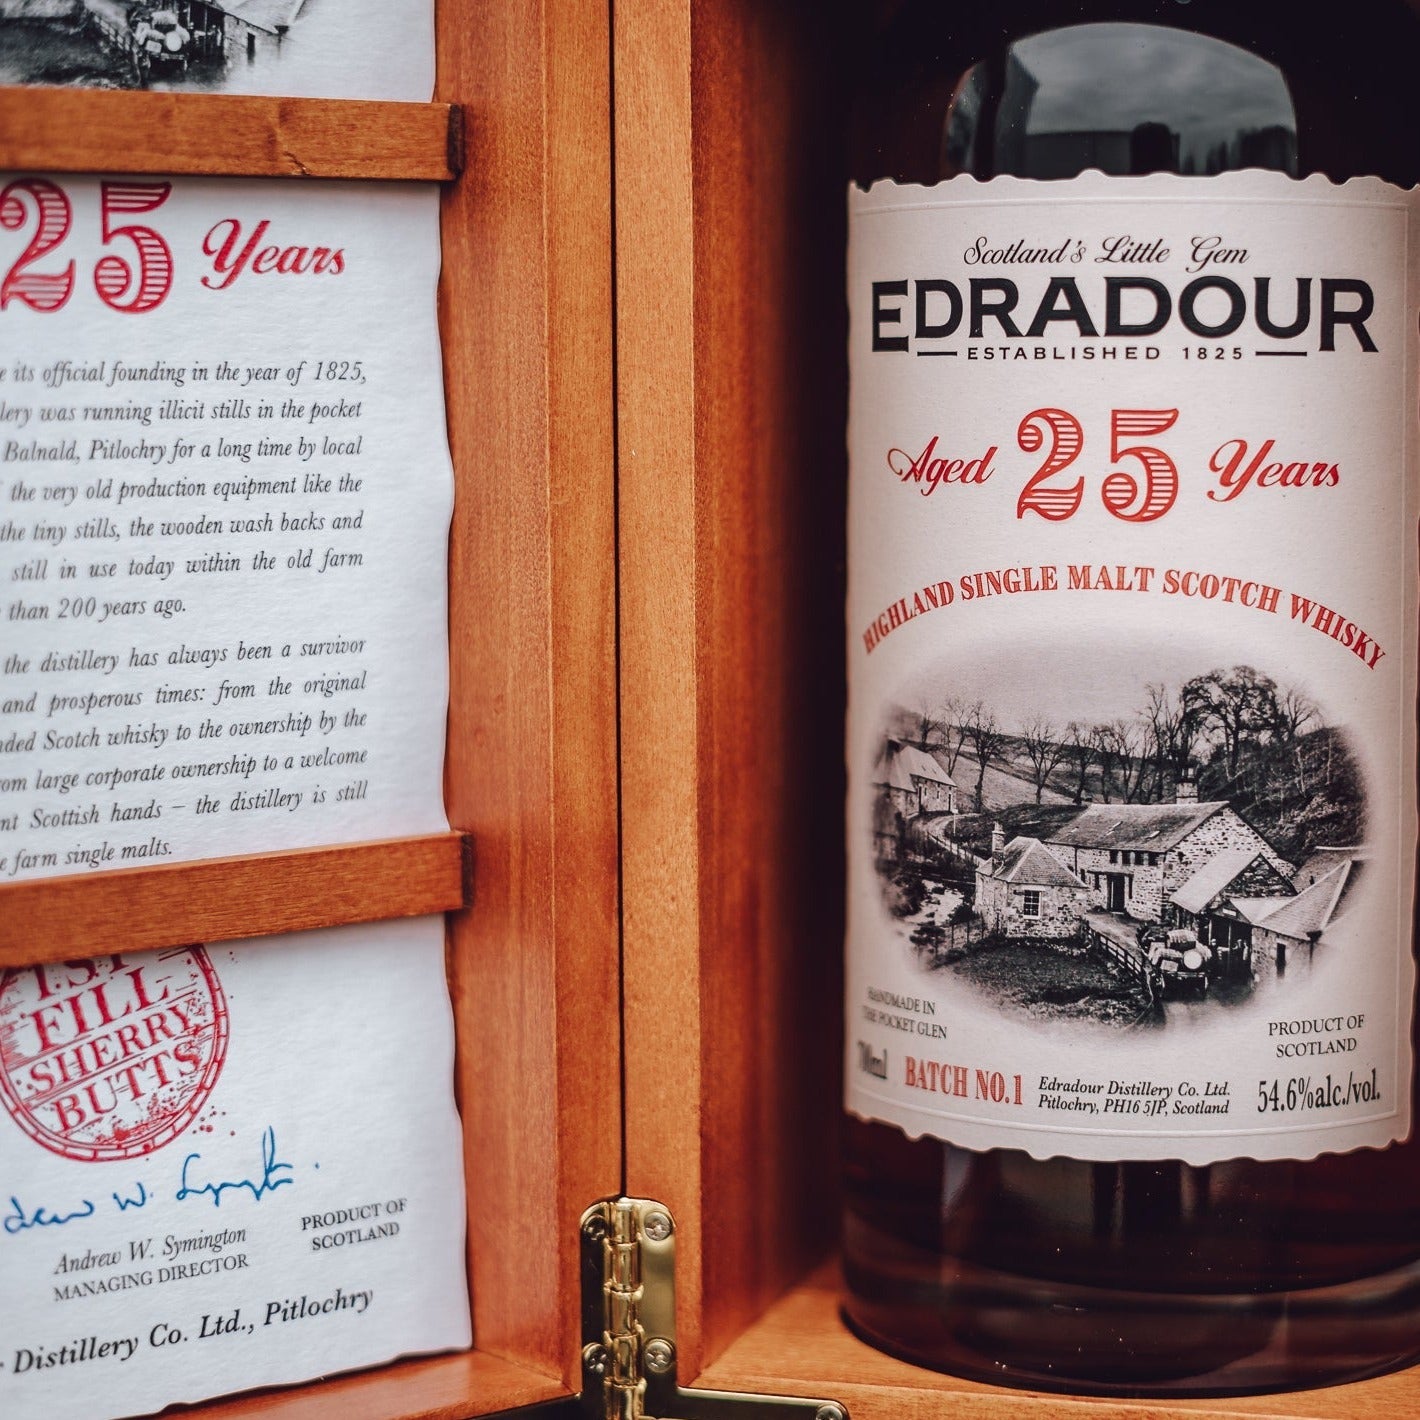 25 Years
its official founding in the year of 1825,
was running illicit stills in the pocket
Balnald, Pitlochry for a long time by local
the very old production equipment like the
the tiny stills, the wooden wash backs and
still in use today within the old farm
than 200 years ago.
the distillery has always been a survivor
and prosperous times: from the original
Scotch whisky to the ownership by the
large corporate ownership to a welcome
Scottish hands – the distillery is still
farm single malts.
1ST
FILL
SHERRY
BUTTS
Andrew W. Symington
MANAGING DIRECTOR
PRODUCT OF
SCOTLAND
Distillery Co. Ltd., Pitlochry
Scotland's Little Gem
EDRADOUR
ESTABLISHED 1825
Aged 25 Years
HIGHLAND SINGLE MALT SCOTCH WHISKY
HANDMADE IN
THE POCKET GLEN
PRODUCT OF
SCOTLAND
70ml BATCH NO.1
Edradour Distillery Co. Ltd.
Pitlochry, PH16 5JP, Scotland
54.6%alc./vol.